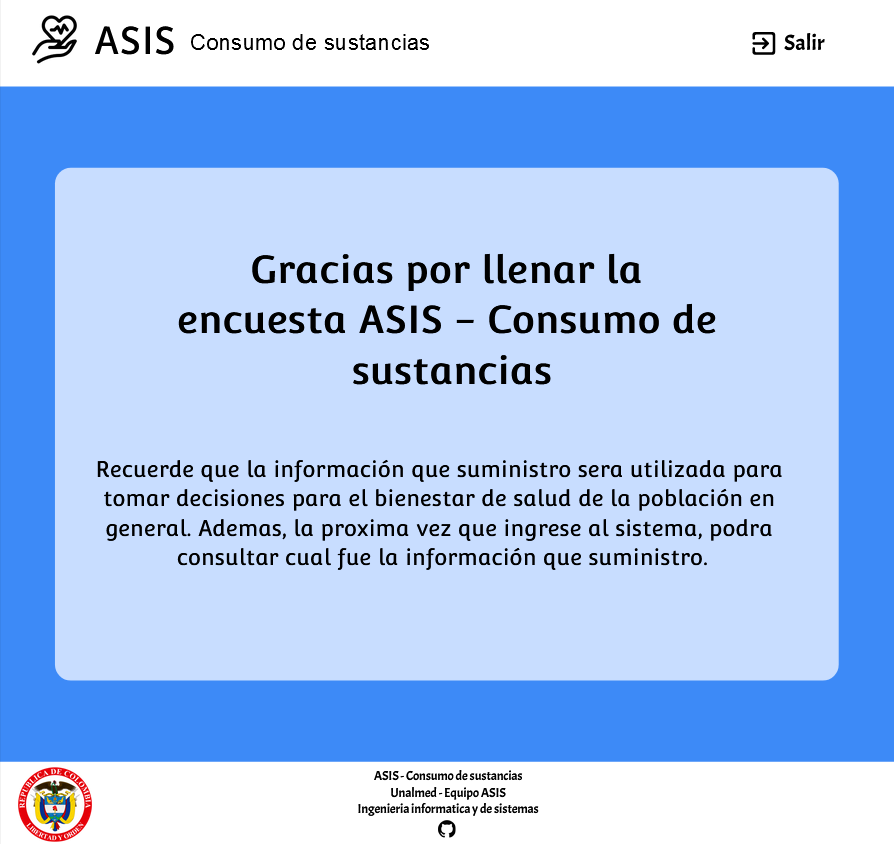 ASIS Consumo de sustancias
Salir
Gracias por llenar la
encuesta ASIS - Consumo de
sustancias
Recuerde que la información que suministro sera utilizada para
tomar decisiones para el bienestar de salud de la población en
general. Ademas, la proxima vez que ingrese al sistema, podra
consultar cual fue la información que suministro.
REPUBLICA DE COLOMBIA
LIBERTAD Y ORDEN
ASIS - Consumo de sustancias
Unalmed - Equipo ASIS
Ingenieria informatica y de sistemas